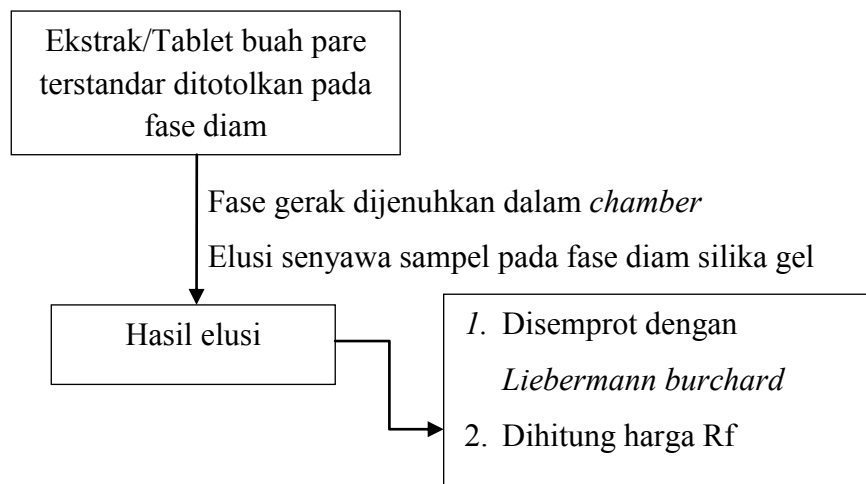 Ekstrak/Tablet buah pare
terstandar ditotolkan pada
fase diam
Fase gerak dijenuhkan dalam chamber
Elusi senyawa sampel pada fase diam silika gel
Hasil elusi
1. Disemprot dengan
Liebermann burchard
2. Dihitung harga Rf